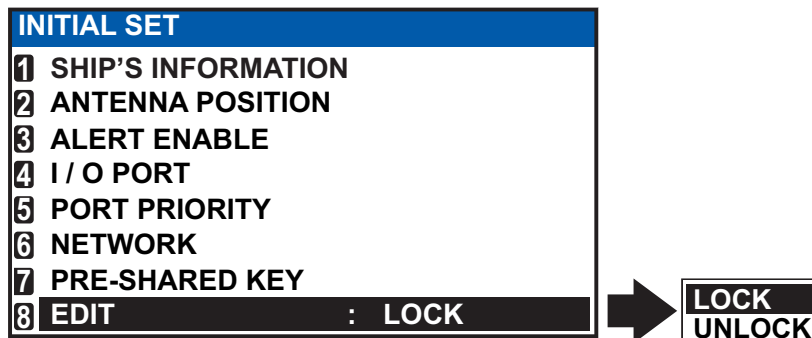 INITIAL SET
1 SHIP'S INFORMATION
2 ANTENNA POSITION
3 ALERT ENABLE
4 I / O PORT
5 PORT PRIORITY
6 NETWORK
7 PRE-SHARED KEY
8 EDIT : LOCK
LOCK
UNLOCK